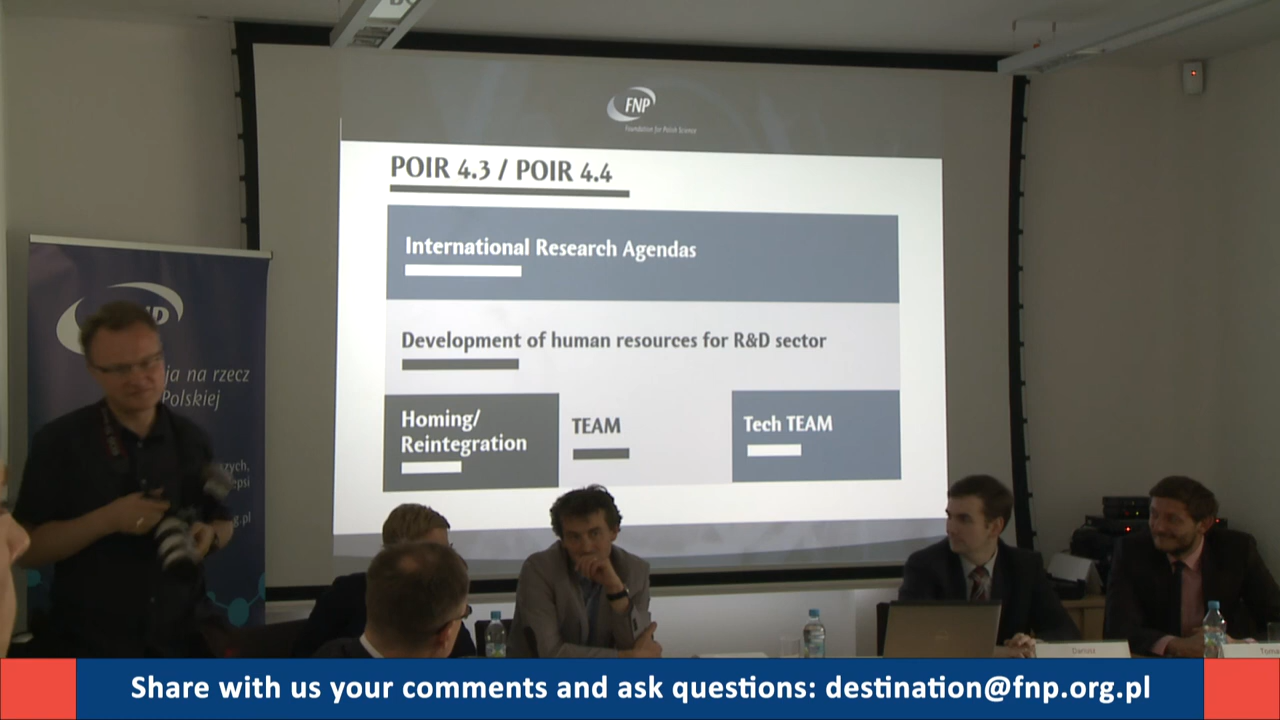 FNP
Foundation for Polish Science
POIR 4.3 / POIR 4.4
International Research Agendas
Development of human resources for R&D sector
Homing/
Reintegration
TEAM
Tech TEAM
na rzecz
Polskiej
Dariusz
Share with us your comments and ask questions: destination@fnp.org.pl